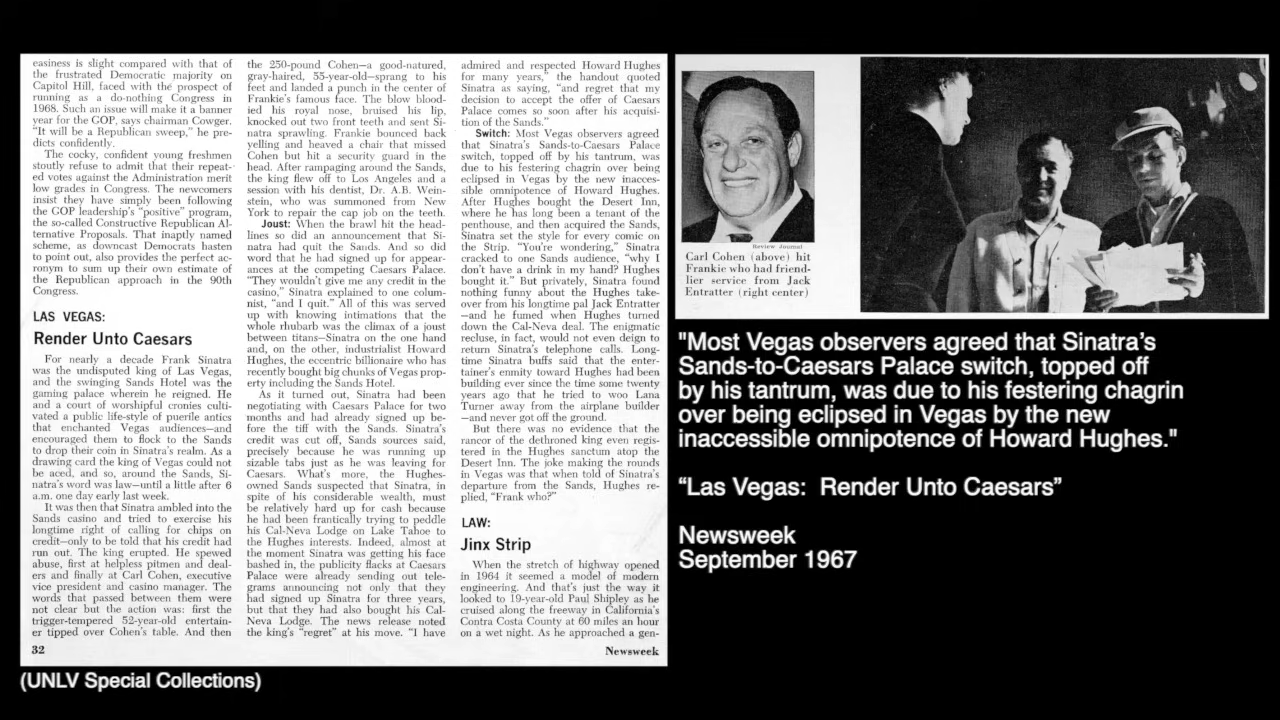 easiness is slight compared with that of
the frustrated Democratic majority on
Capitol Hill, faced with the prospect of
running as a do-nothing Congress in
1968. Such an issue will make it a banner
year for the GOP, says chairman Cowger.
"It will be a Republican sweep," he pre-
dicts confidently.
The cocky, confident young freshmen
stoutly refuse to admit that their repeat-
ed votes against the Administration merit
low grades in Congress. The newcomers
insist they have simply been following
the GOP leadership's "positive" program,
the so-called Constructive Republican Al-
ternative Proposals. That inaptly named
scheme, as downcast Democrats hasten
to point out, also provides the perfect ac-
ronym to sum up their own estimate of
the Republican approach in the 90th
Congress.
LAS VEGAS:
Render Unto Caesars
For nearly a decade Frank Sinatra
was the undisputed king of Las Vegas,
and the swinging Sands Hotel was the
gaming palace wherein he reigned. He
and a court of worshipful cronies culti-
vated a public life-style of puerile antics
that enchanted Vegas audiences—and
encouraged them to flock to the Sands
to drop their coin in Sinatra's realm. As a
drawing card the king of Vegas could not
be aced, and so, around the Sands, Si-
natra's word was law—until a little after 6
a.m. one day early last week.
It was then that Sinatra ambled into the
Sands casino and tried to exercise his
longtime right of calling for chips on
credit—only to be told that his credit had
run out. The king erupted. He spewed
abuse, first at helpless pitmen and deal-
ers and finally at Carl Cohen, executive
vice president and casino manager. The
words that passed between them were
not clear but the action was: first the
trigger-tempered 52-year-old entertain-
er tipped over Cohen's table. And then
32
the 250-pound Cohen—a good-natured,
gray-haired, 55-year-old—sprang to his
feet and landed a punch in the center of
Frankie's famous face. The blow blood-
ied his royal nose, bruised his lip,
knocked out two front teeth and sent Si-
natra sprawling. Frankie bounced back
yelling and heaved a chair that missed
Cohen but hit a security guard in the
head. After rampaging around the Sands,
the king flew off to Los Angeles and a
session with his dentist, Dr. A.B. Wein-
stein, who was summoned from New
York to repair the cap job on the teeth.
Joust: When the brawl hit the head-
lines so did an announcement that Si-
natra had quit the Sands. And so did
word that he had signed up for appear-
ances at the competing Caesars Palace.
"They wouldn't give me any credit in the
casino," Sinatra explained to one colum-
nist, "and I quit." All of this was served
up with knowing intimations that the
whole rhubarb was the climax of a joust
between titans—Sinatra on the one hand
and, on the other, industrialist Howard
Hughes, the eccentric billionaire who has
recently bought big chunks of Vegas prop-
erty including the Sands Hotel.
As it turned out, Sinatra had been
negotiating with Caesars Palace for two
months and had already signed up be-
fore the tiff with the Sands. Sinatra's
credit was cut off, Sands sources said,
precisely because he was running up
sizable tabs just as he was leaving for
Caesars. What's more, the Hughes-
owned Sands suspected that Sinatra, in
spite of his considerable wealth, must
be relatively hard up for cash because
he had been frantically trying to peddle
his Cal-Neva Lodge on Lake Tahoe to
the Hughes interests. Indeed, almost at
the moment Sinatra was getting his face
bashed in, the publicity flacks at Caesars
Palace were already sending out tele-
grams announcing not only that they
had signed up Sinatra for three years,
but that they had also bought his Cal-
Neva Lodge. The news release noted
the king's "regret" at his move. "I have
admired and respected Howard Hughes
for many years," the handout quoted
Sinatra as saying, "and regret that my
decision to accept the offer of Caesars
Palace comes so soon after his acquisi-
tion of the Sands."
Switch: Most Vegas observers agreed
that Sinatra's Sands-to-Caesars Palace
switch, topped off by his tantrum, was
due to his festering chagrin over being
eclipsed in Vegas by the new inacces-
sible omnipotence of Howard Hughes.
After Hughes bought the Desert Inn,
where he has long been a tenant of the
penthouse, and then acquired the Sands,
Sinatra set the style for every comic on
the Strip. "You're wondering," Sinatra
cracked to one Sands audience, "why I
don't have a drink in my hand? Hughes
bought it." But privately, Sinatra found
nothing funny about the Hughes take-
over from his longtime pal Jack Entratter
—and he fumed when Hughes turned
down the Cal-Neva deal. The enigmatic
recluse, in fact, would not even deign to
return Sinatra's telephone calls. Long-
time Sinatra buffs said that the enter-
tainer's enmity toward Hughes had been
building ever since the time some twenty
years ago that he tried to woo Lana
Turner away from the airplane builder
—and never got off the ground.
But there was no evidence that the
rancor of the dethroned king even regis-
tered in the Hughes sanctum atop the
Desert Inn. The joke making the rounds
in Vegas was that when told of Sinatra's
departure from the Sands, Hughes re-
plied, "Frank who?"
LAW:
Jinx Strip
When the stretch of highway opened
in 1964 it seemed a model of modern
engineering. And that's just the way it
looked to 19-year-old Paul Shipley as he
cruised along the freeway in California's
Contra Costa County at 60 miles an hour
on a wet night. As he approached a gen-
Newsweek
Review Journal
Carl Cohen (above) hit
Frankie who had friend-
lier service from Jack
Entratter (right center)
"Most Vegas observers agreed that Sinatra's
Sands-to-Caesars Palace switch, topped off
by his tantrum, was due to his festering chagrin
over being eclipsed in Vegas by the new
inaccessible omnipotence of Howard Hughes."
“Las Vegas: Render Unto Caesars”
Newsweek
September 1967
(UNLV Special Collections)